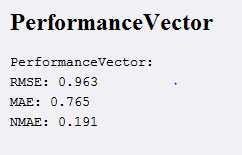 PerformanceVector
PerformanceVector:
RMSE: 0.963
MAE: 0.765
NMAE: 0.191